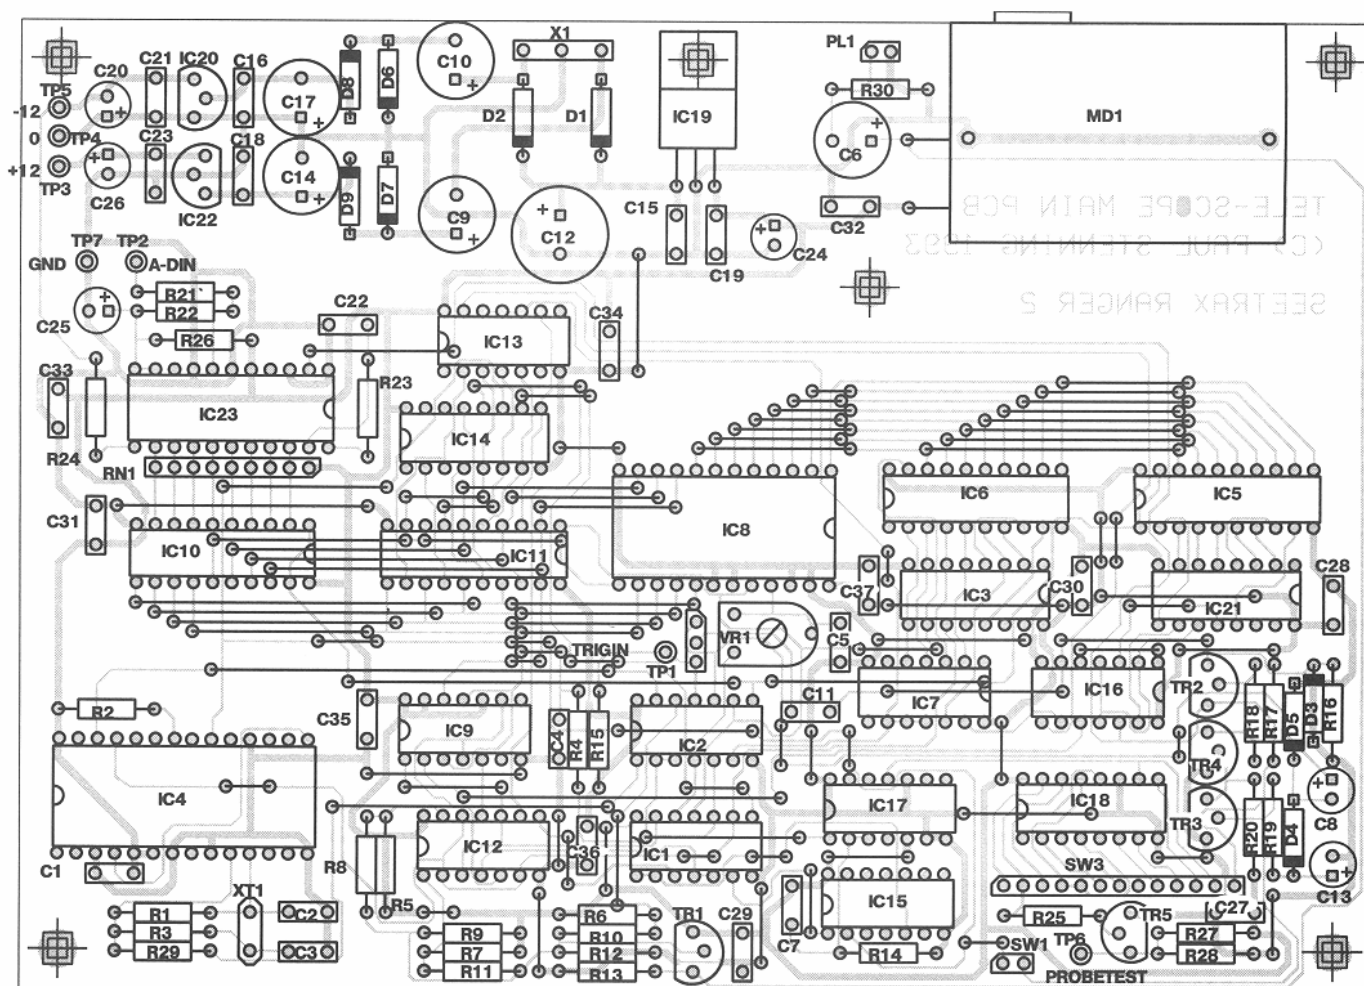 C21 IC20 C16
C20
TP5
-12
0
TP4
+12
TP3
C23
C18
C26
IC22
C17
C14
D8
D6
D9
D7
C10
C9
X1
D2
D1
C12
IC19
C15
C19
C24
PL1
R30
C6
C32
MD1
TELE-SCOPE MAIN PCB
(C) PAUL STENNING 1993
SEETRAX RANGER 2
TP7 TP2
GND
A-DIN
R21
R22
C25
R26
C22
IC13
C34
C33
R24
IC23
R23
RN1
IC14
C31
IC10
IC11
IC8
IC6
IC5
C37
IC3
C30
IC21
C28
TRIGIN
TP1
VR1
C5
IC7
IC16
TR2
R18
R17
D5
D3
R16
R2
C35
IC9
C4
R4
R15
IC2
C11
TR4
IC4
IC17
IC18
TR3
R20
R19
D4
C8
C1
R8
R5
IC12
C36
IC1
IC15
SW3
C13
XT1
R1
R3
R29
C2
C3
R9
R7
R11
R6
R10
R12
R13
TR1
C29
C7
R14
R25
SW1
TP6
TR5
C27
R27
R28
PROBETEST